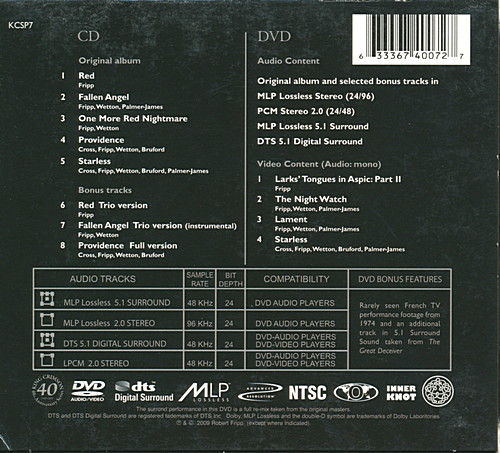 KCSP7
CD
Original album
1 Red
Fripp
2 Fallen Angel
Fripp, Wetton, Palmer-James
3 One More Red Nightmare
Fripp, Wetton
4 Providence
Cross, Fripp, Wetton, Bruford
5 Starless
Cross, Fripp, Wetton, Bruford, Palmer-James
Bonus tracks
6 Red Trio version
Fripp
7 Fallen Angel Trio version (instrumental)
Fripp, Wetton
8 Providence Full version
Cross, Fripp, Wetton, Bruford
DVD
6 33367 40072 7
Audio Content
Original album and selected bonus tracks in
MLP Lossless Stereo (24/96)
PCM Stereo 2.0 (24/48)
MLP Lossless 5.1 Surround
DTS 5.1 Digital Surround
Video Content (Audio: mono)
1 Larks' Tongues in Aspic: Part II
Fripp
2 The Night Watch
Fripp, Wetton, Palmer-James
3 Lament
Fripp, Wetton, Palmer-James
4 Starless
Cross, Fripp, Wetton, Bruford, Palmer-James
AUDIO TRACKS SAMPLE RATE BIT DEPTH COMPATIBILITY DVD BONUS FEATURES
MLP Lossless 5.1 SURROUND 48 KHz 24 DVD AUDIO PLAYERS
MLP Lossless 2.0 STEREO 96 KHz 24 DVD AUDIO PLAYERS
DTS 5.1 DIGITAL SURROUND 48 KHz 24 DVD-AUDIO PLAYERS
DVD-VIDEO PLAYERS
LPCM 2.0 STEREO 48 KHz 24 DVD-AUDIO PLAYERS
DVD-VIDEO PLAYERS
Rarely seen French TV
performance footage from
1974 and an additional
track in 5.1 Surround
Sound taken from The
Great Deceiver
KING CRIMSON 40
DVD AUDIO/VIDEO
dts Digital Surround
MLP LOSSLESS
ADVANCED RESOLUTION
NTSC
0
INNER KNOT
The surround performance in this DVD is a full re-mix taken from the original masters.
DTS and DTS Digital Surround are registered trademarks of DTS Inc. Dolby, MLP Lossless and the double-D symbol are trademarks of Dolby Laboratories
℗ & © 2009 Robert Fripp, (except where indicated).